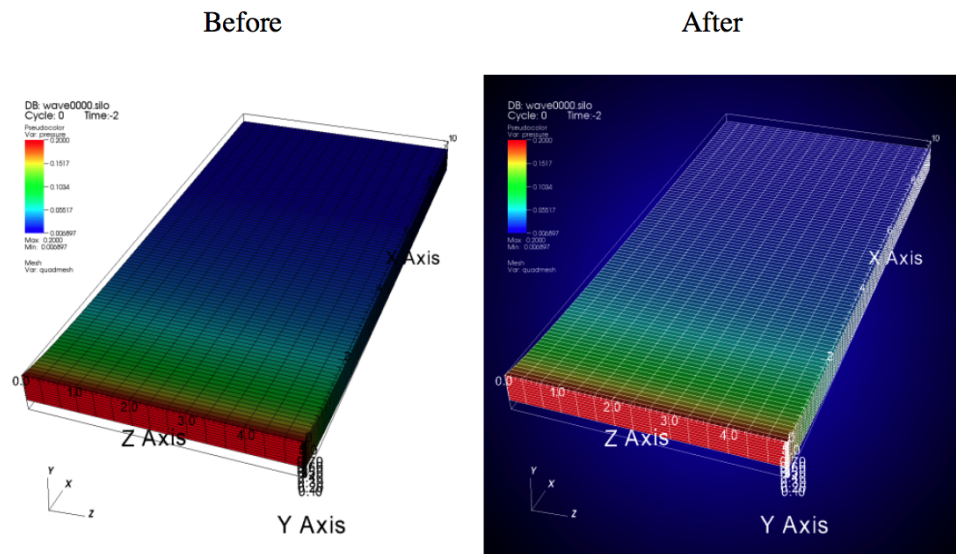 Before
After
DB: wave0000.silo
Cycle: 0 Time:-2
Pseudocolor
Var: pressure
0.2000
0.1517
0.1034
0.05517
0.006897
Max: 0.2000
Min: 0.006897
Mesh
Var: quadmesh
10
X Axis
2
0.0
1.0
2.0
3.0
4.0
Z Axis
Y Axis
Y
X
Z
DB: wave0000.silo
Cycle: 0 Time:-2
Pseudocolor
Var: pressure
0.2000
0.1517
0.1034
0.05517
0.006897
Max: 0.2000
Min: 0.006897
Mesh
Var: quadmesh
10
X Axis
4
2
0.0
1.0
2.0
3.0
4.0
Z Axis
Y Axis
Y
X
Z